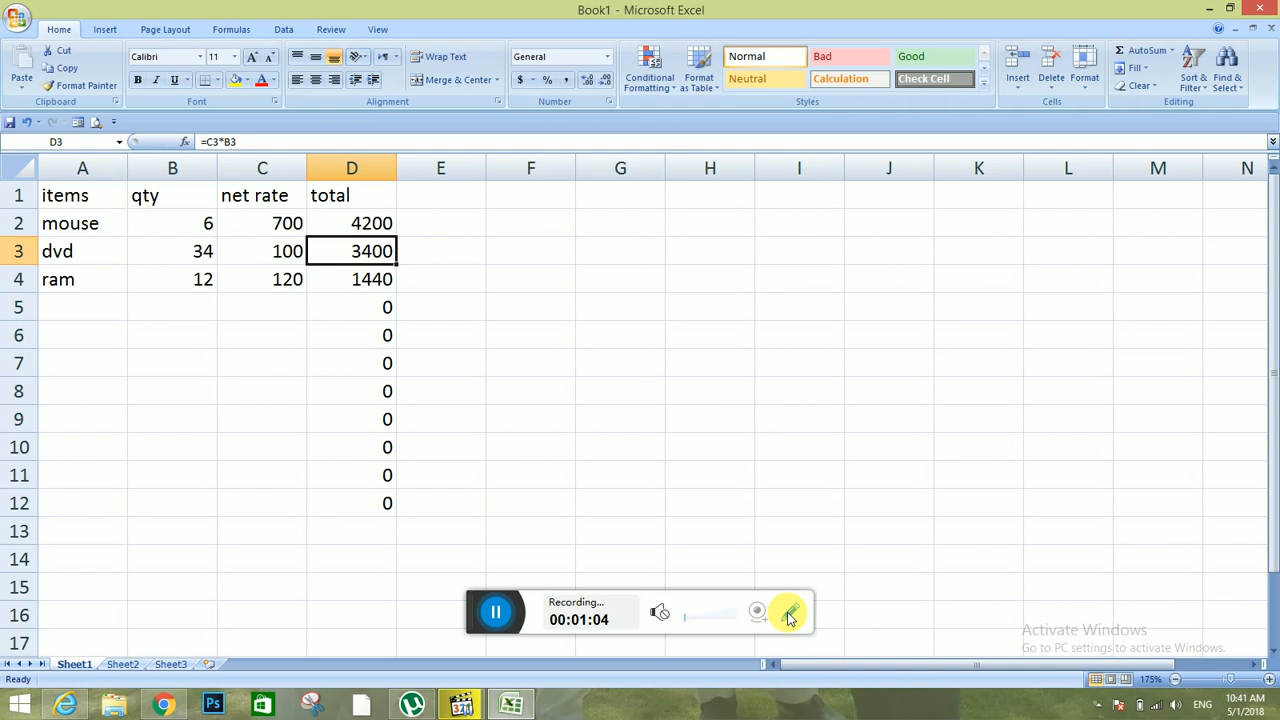 Book1 - Microsoft Excel
Home Insert Page Layout Formulas Data Review View
Cut
Copy
Format Painter
Paste
Clipboard
Calibri 11
B I U
Font
Wrap Text
Merge & Center
Alignment
General
$ % ,
Number
Conditional Formatting
Format as Table
Normal Bad Good
Neutral Calculation Check Cell
Styles
Insert Delete Format
Cells
AutoSum
Fill
Clear
Sort & Filter
Find & Select
Editing
D3 fx =C3*B3
A B C D E F G H I J K L M N
1 items qty net rate total
2 mouse 6 700 4200
3 dvd 34 100 3400
4 ram 12 120 1440
5 0
6 0
7 0
8 0
9 0
10 0
11 0
12 0
13
14
15
16
17
Recording...
00:01:04
Activate Windows
Go to PC settings to activate Windows.
Sheet1 Sheet2 Sheet3
Ready
175%
Ps
321
ENG
10:41 AM
5/1/2018